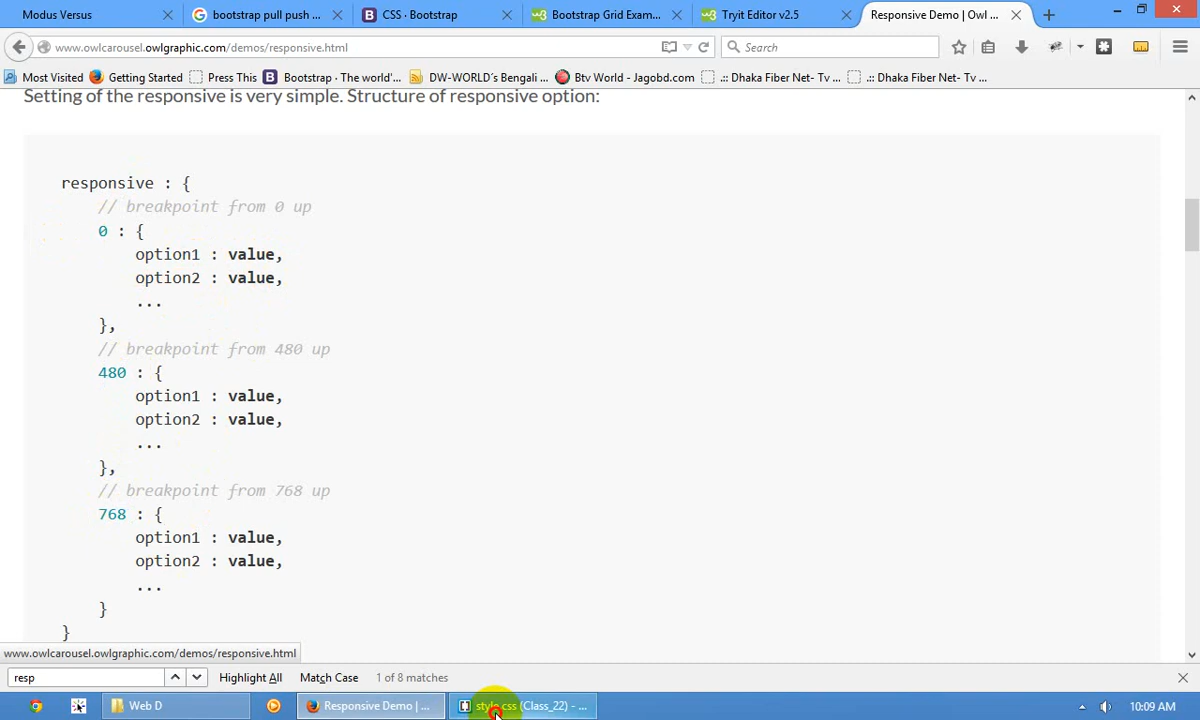 Modus Versus
bootstrap pull push ...
CSS · Bootstrap
Bootstrap Grid Exam...
Tryit Editor v2.5
Responsive Demo | Owl ...
www.owlcarousel.owlgraphic.com/demos/responsive.html
Search
Most Visited
Getting Started
Press This
Bootstrap · The world'...
DW-WORLD´s Bengali ...
Btv World - Jagobd.com
.:: Dhaka Fiber Net- Tv ...
.:: Dhaka Fiber Net- Tv ...
Setting of the responsive is very simple. Structure of responsive option:
responsive : {
// breakpoint from 0 up
0 : {
option1 : value,
option2 : value,
...
},
// breakpoint from 480 up
480 : {
option1 : value,
option2 : value,
...
},
// breakpoint from 768 up
768 : {
option1 : value,
option2 : value,
...
}
}
www.owlcarousel.owlgraphic.com/demos/responsive.html
resp
Highlight All
Match Case
1 of 8 matches
Web D
Responsive Demo | ...
style.css (Class_22) - ...
10:09 AM